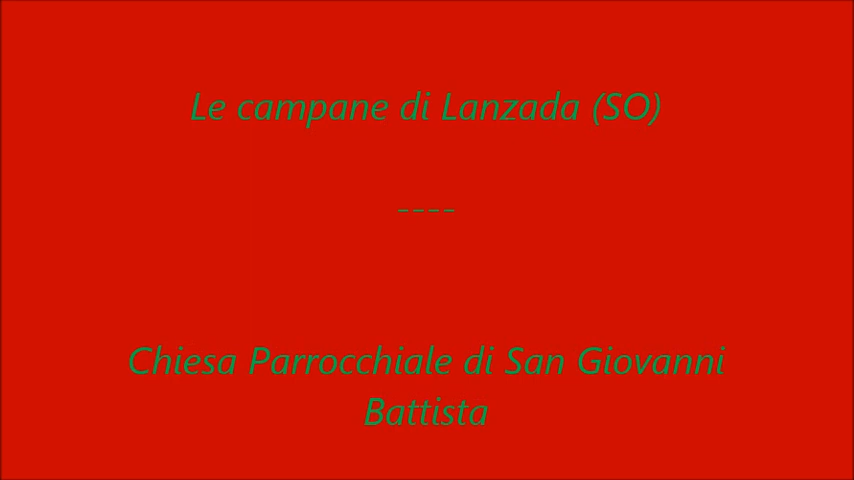 Le campane di Lanzada (SO)
----
Chiesa Parrocchiale di San Giovanni
Battista